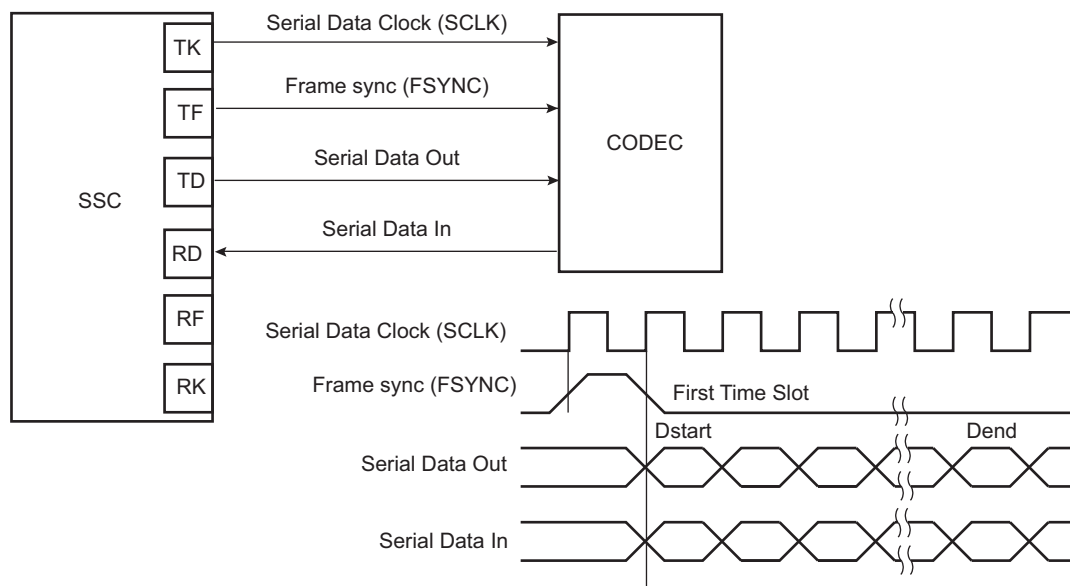 Serial Data Clock (SCLK)
TK
Frame sync (FSYNC)
TF
CODEC
Serial Data Out
TD
SSC
Serial Data In
RD
RF
Serial Data Clock (SCLK)
RK
Frame sync (FSYNC)
First Time Slot
Dstart
Dend
Serial Data Out
Serial Data In